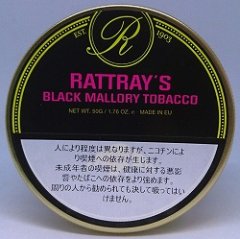 EST. R 1903
RATTRAY'S
BLACK MALLORY TOBACCO
NET WT. 50G / 1.76 OZ. e · MADE IN EU
人により程度は異なりますが、ニコチンにより喫煙への依存が生じます。
未成年者の喫煙は、健康に対する悪影響やたばこへの依存をより強めます。
周りの人から勧められても決して吸ってはいけません。